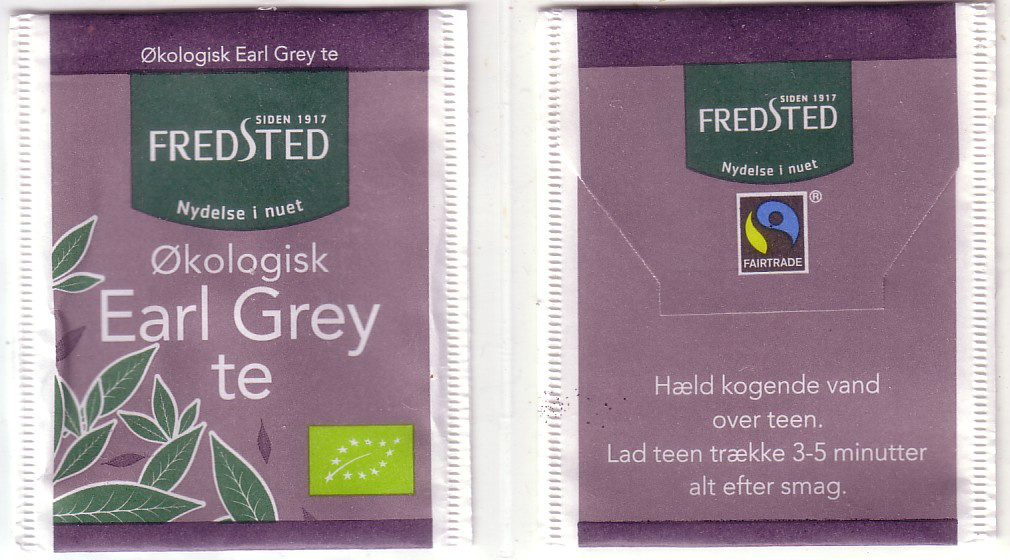 Økologisk Earl Grey te
SIDEN 1917
FREDSTED
Nydelse i nuet
Økologisk
Earl Grey
te
SIDEN 1917
FREDSTED
Nydelse i nuet
®
FAIRTRADE
Hæld kogende vand
over teen.
Lad teen trække 3-5 minutter
alt efter smag.